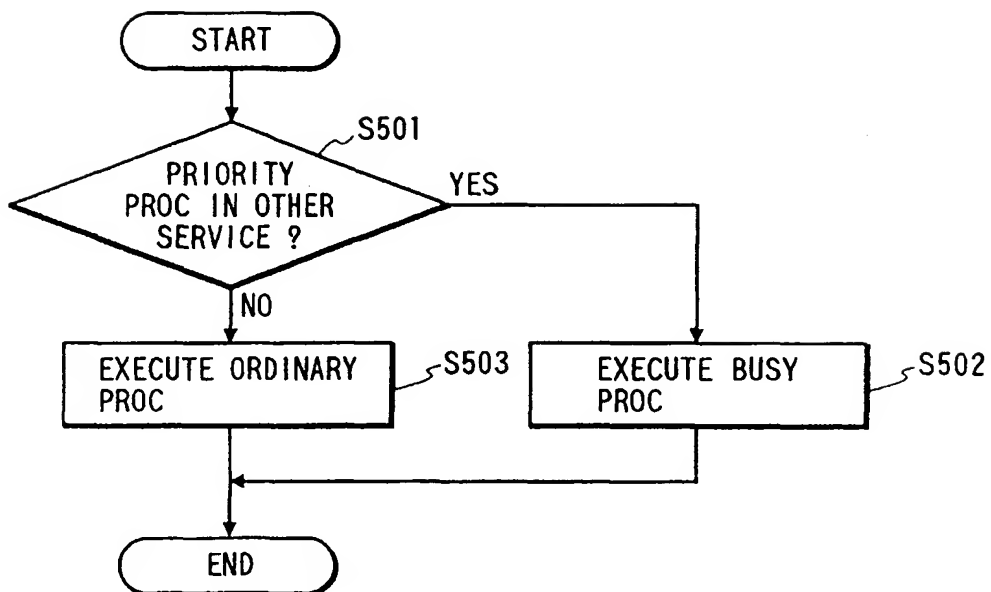 START
S501
PRIORITY
PROC IN OTHER
SERVICE ?
YES
NO
EXECUTE ORDINARY
PROC
S503
EXECUTE BUSY
PROC
S502
END